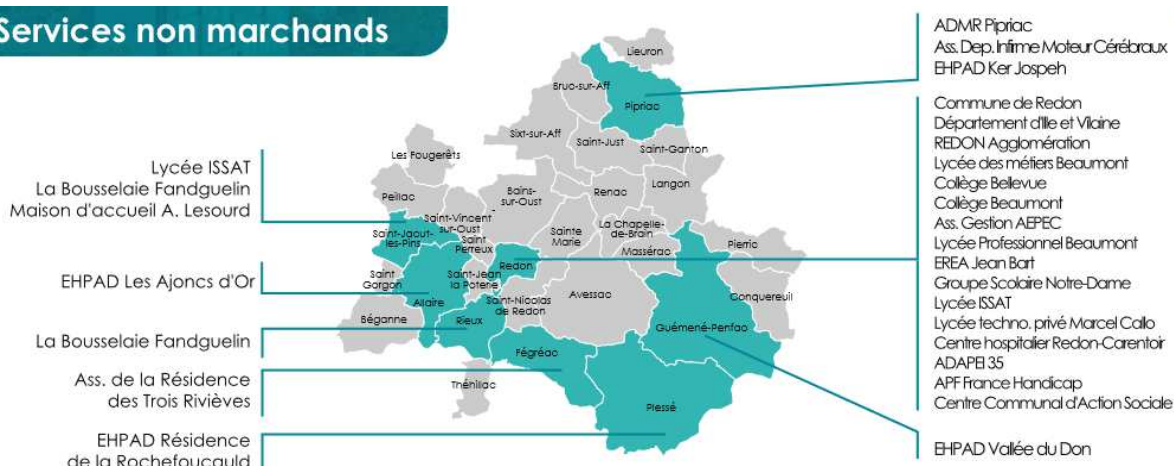 Services non marchands
Lycée ISSAT
La Bousselaie Fandguelin
Maison d'accueil A. Lesourd
EHPAD Les Ajoncs d'Or
La Bousselaie Fandguelin
Ass. de la Résidence
des Trois Rivièves
EHPAD Résidence
de la Rochefoucauld
Lieuron
Bruc-sur-Aff
Pipriac
Sixt-sur-Aff
Saint-Just
Saint-Ganton
Les Fougerêts
Peillac
Bains-
sur-Oust
Renac
Langon
Saint-Vincent
sur-Oust
Saint-Jacut-
les-Pins
Saint
Perreux
Sainte
Marie
La Chapelle-
de-Brain
Massérac
Pierric
Redon
Saint
Gorgon
Allaire
Saint-Jean
la Poterie
Avessac
Conquereuil
Béganne
Rieux
Saint-Nicolas
de Redon
Guémené-Penfao
Fégréac
Théhillac
Plessé
ADMR Pipriac
Ass. Dep. Infirme Moteur Cérébraux
EHPAD Ker Jospeh
Commune de Redon
Département d'Ille et Vilaine
REDON Agglomération
Lycée des métiers Beaumont
Collège Bellevue
Collège Beaumont
Ass. Gestion AEPEC
Lycée Professionnel Beaumont
EREA Jean Bart
Groupe Scolaire Notre-Dame
Lycée ISSAT
Lycée techno. privé Marcel Callo
Centre hospitalier Redon-Carentoir
ADAPEI 35
APF France Handicap
Centre Communal d'Action Sociale
EHPAD Vallée du Don